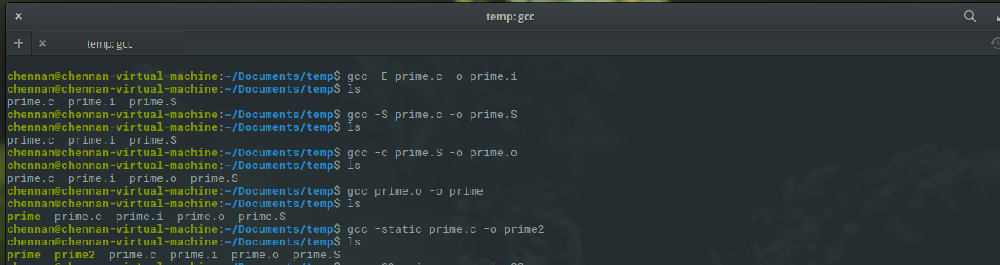 temp: gcc
temp: gcc
chennan@chennan-virtual-machine:~/Documents/temp$ gcc -E prime.c -o prime.i
chennan@chennan-virtual-machine:~/Documents/temp$ ls
prime.c  prime.i  prime.S
chennan@chennan-virtual-machine:~/Documents/temp$ gcc -S prime.c -o prime.S
chennan@chennan-virtual-machine:~/Documents/temp$ ls
prime.c  prime.i  prime.S
chennan@chennan-virtual-machine:~/Documents/temp$ gcc -c prime.S -o prime.o
chennan@chennan-virtual-machine:~/Documents/temp$ ls
prime.c  prime.i  prime.o  prime.S
chennan@chennan-virtual-machine:~/Documents/temp$ gcc prime.o -o prime
chennan@chennan-virtual-machine:~/Documents/temp$ ls
prime  prime.c  prime.i  prime.o  prime.S
chennan@chennan-virtual-machine:~/Documents/temp$ gcc -static prime.c -o prime2
chennan@chennan-virtual-machine:~/Documents/temp$ ls
prime  prime2  prime.c  prime.i  prime.o  prime.S